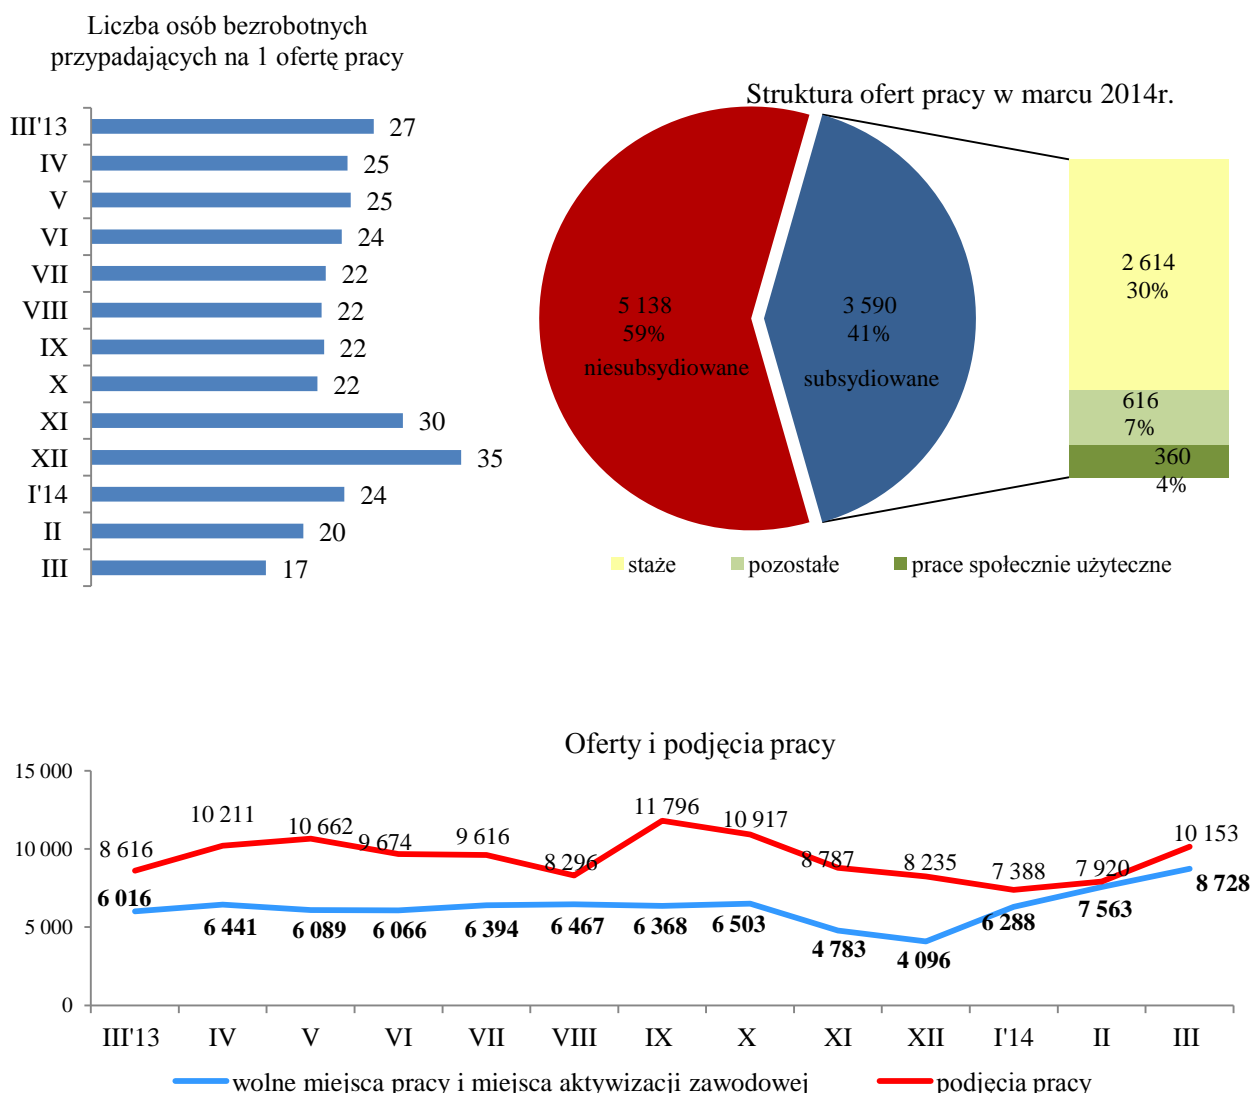 Liczba osób bezrobotnych
przypadających na 1 ofertę pracy
III'13 27
IV 25
V 25
VI 24
VII 22
VIII 22
IX 22
X 22
XI 30
XII 35
I'14 24
II 20
III 17
Struktura ofert pracy w marcu 2014r.
5 138
59%
niesubsydiowane
3 590
41%
subsydiowane
2 614
30%
616
7%
360
4%
staże pozostałe prace społecznie użyteczne
Oferty i podjęcia pracy
15 000
10 000
5 000
0
8 616 10 211 10 662 9 674 9 616 8 296 11 796 10 917 8 787 8 235 7 388 7 920 10 153
6 016 6 441 6 089 6 066 6 394 6 467 6 368 6 503 4 783 4 096 6 288 7 563 8 728
III'13 IV V VI VII VIII IX X XI XII I'14 II III
wolne miejsca pracy i miejsca aktywizacji zawodowej podjęcia pracy